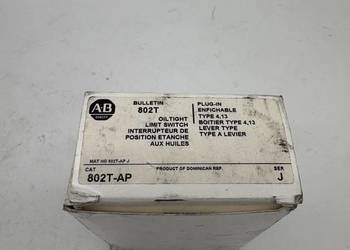 A-B
QUALITY
BULLETIN
802T
OILTIGHT
LIMIT SWITCH
INTERRUPTEUR DE
POSITION ETANCHE
AUX HUILES
PLUG-IN
ENFICHABLE
TYPE 4,13
BOITIER TYPE 4,13
LEVER TYPE
TYPE A LEVIER
MAT NO 802T-AP J
CAT
802T-AP
PRODUCT OF DOMINICAN REP.
SER
J